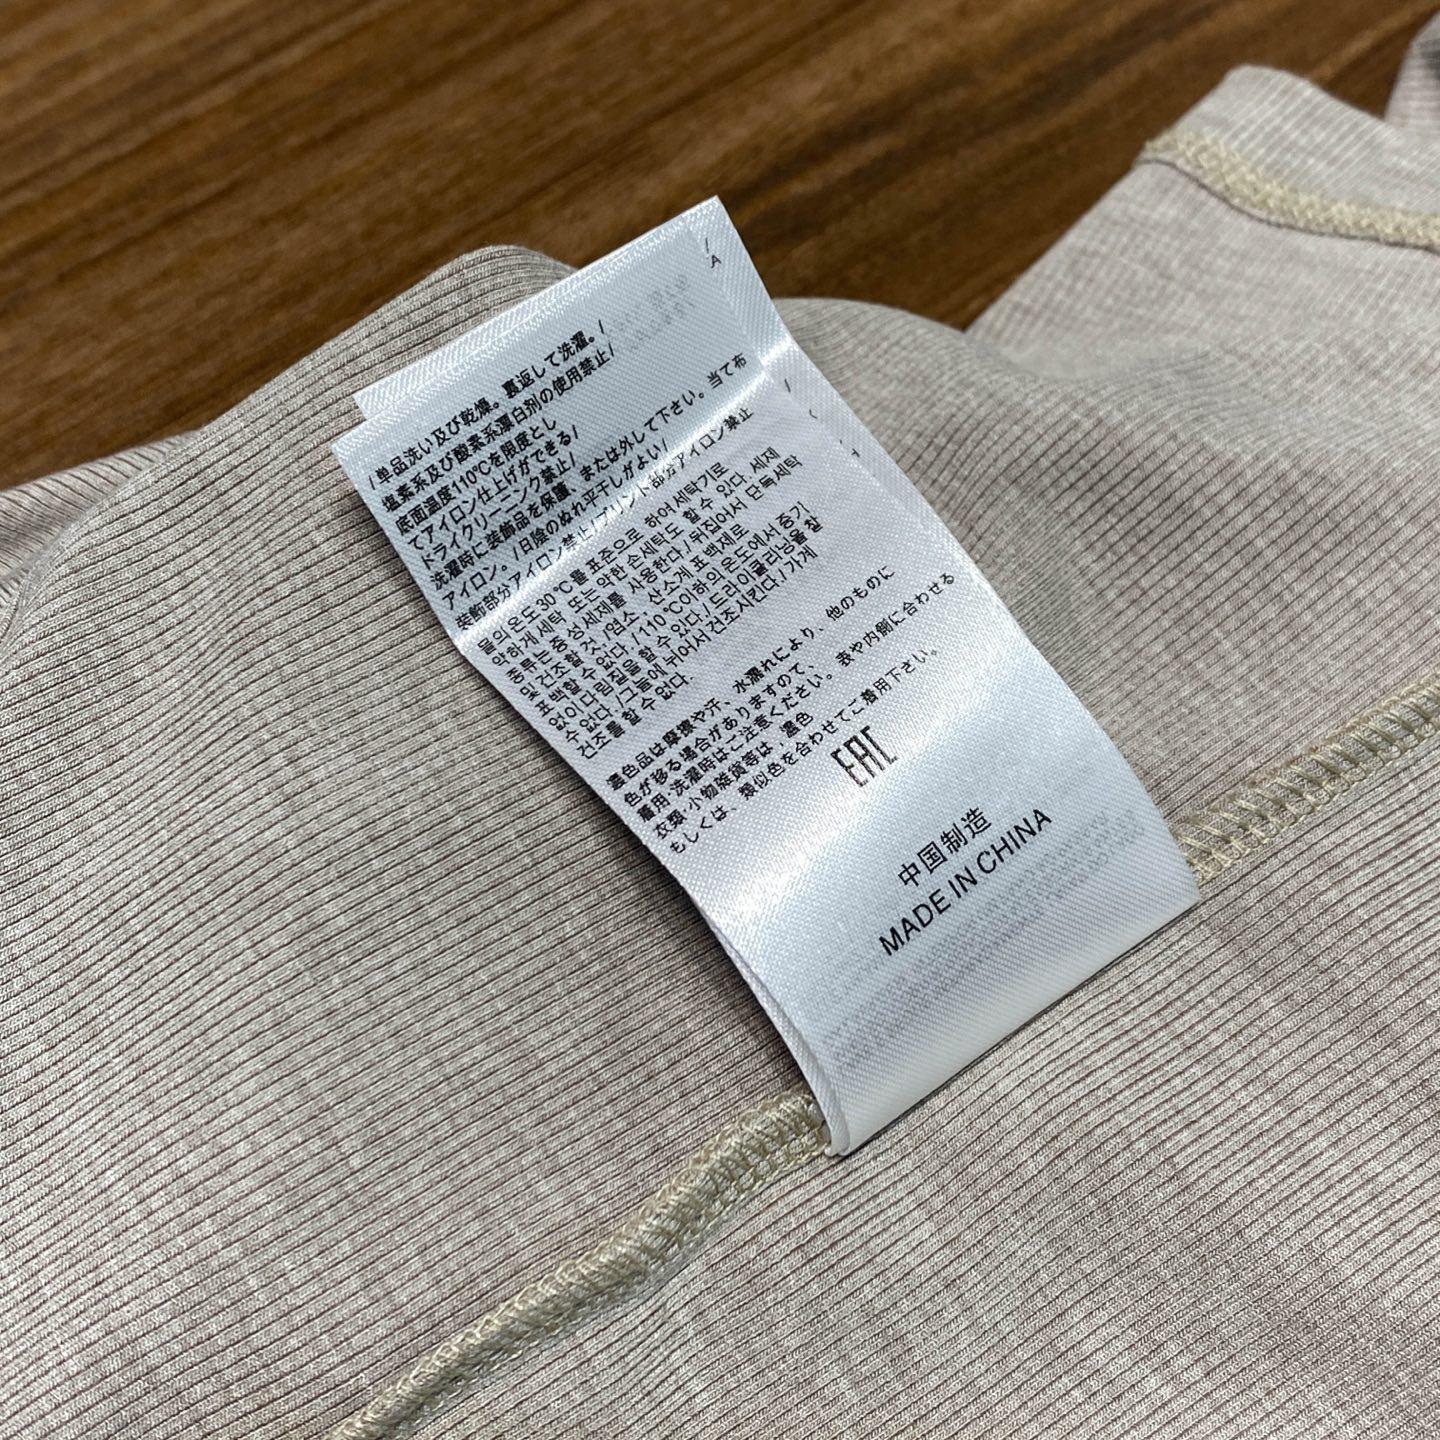 /単品洗い及び乾燥。裏返して洗濯。/
塩素系及び酸素系漂白剤の使用禁止/
底面温度110℃を限度とし
てアイロン仕上げができる/
ドライクリーニング禁止/
洗濯時に装飾品を保護、または外して下さい。当て布
アイロン。/日陰のぬれ平干しがよい/
装飾部分アイロン禁止/プリント部分アイロン禁止
물의 온도 30℃를 표준으로 하여 세탁기로
약하게 세탁 또는 약한 손세탁도 할 수 있다. 세제
종류는 중성 세제를 사용한다./뒤집어서 단독세탁
및 건조할 것./염소, 산소계 표백제로
표백할 수 없다./110℃이하의 온도에서 증기
없이 다림질을 할 수 있다./드라이클리닝을 할
수 없다./그늘에 뉘어서 건조시킨다./기계
건조를 할 수 없다.
濃色品は摩擦や汗、水濡れにより、他のものに
色が移る場合がありますので、
着用・洗濯時はご注意ください。表や内側に合わせる
衣類・小物雑貨等は、濃色
もしくは、類似色を合わせてご着用下さい。
EAC
中国制造
MADE IN CHINA